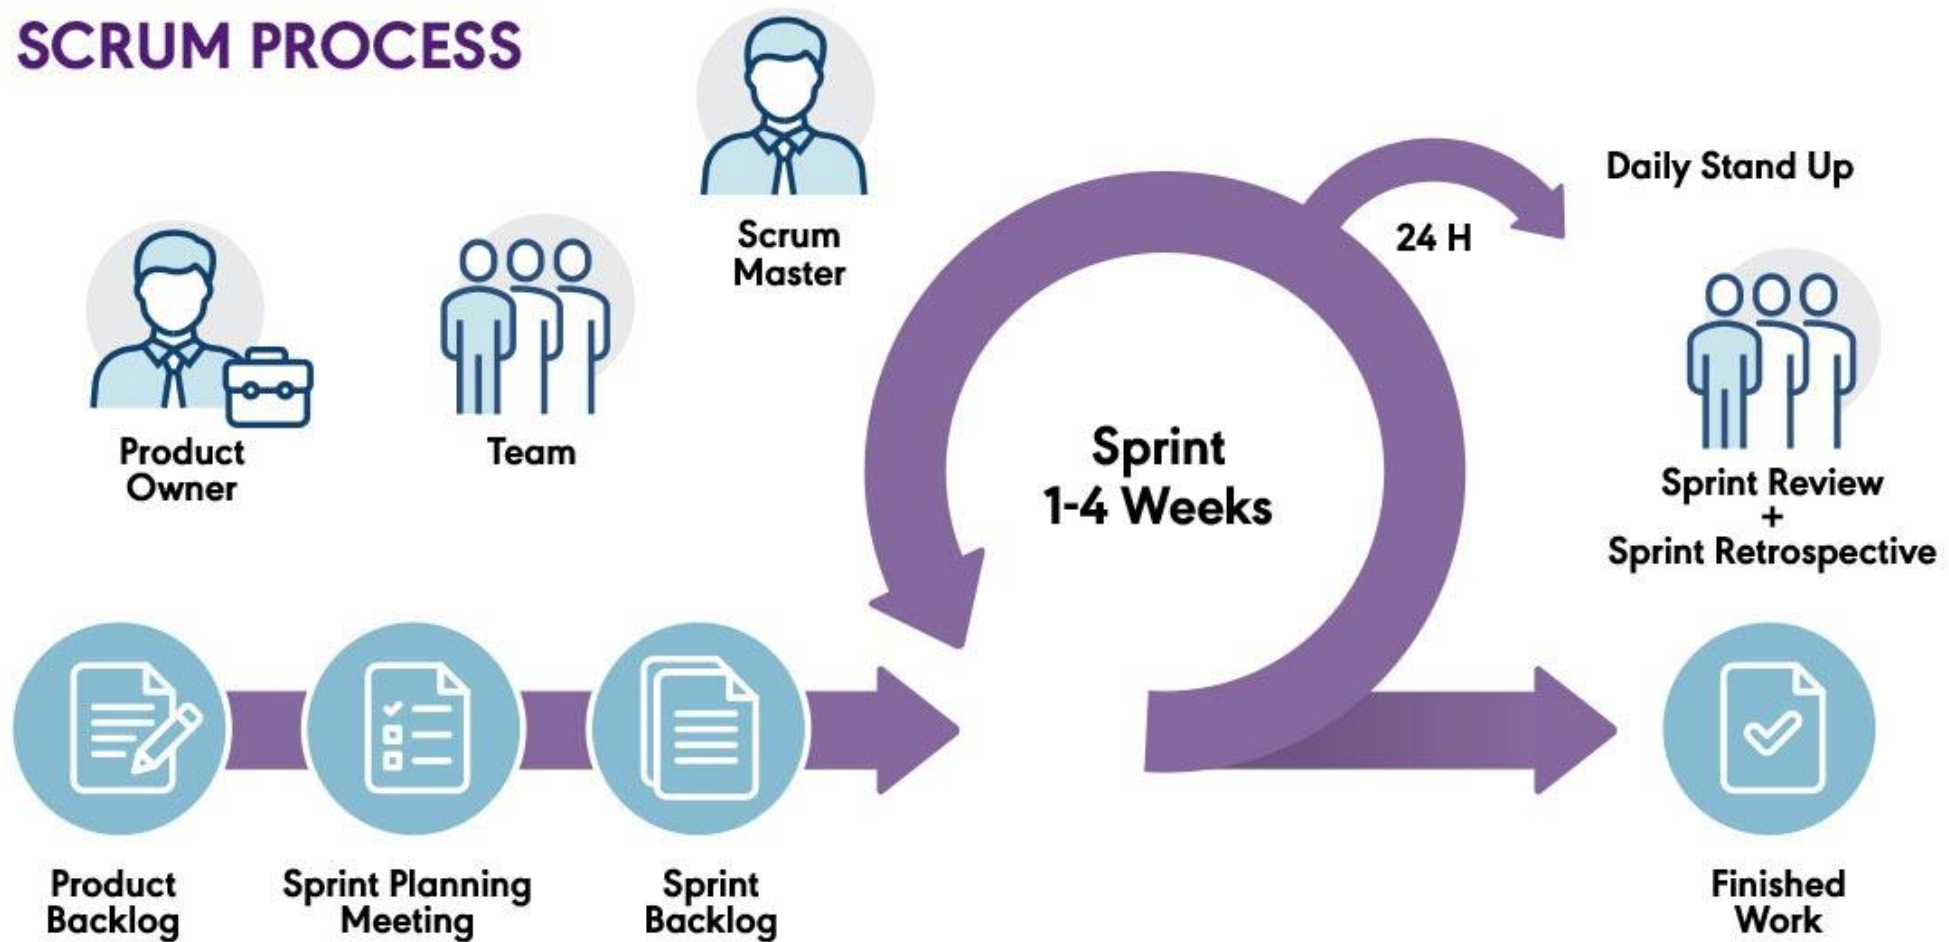 SCRUM PROCESS
Scrum
Master
Daily Stand Up
24 H
Product
Owner
Team
Sprint
1-4 Weeks
Sprint Review
+
Sprint Retrospective
Product
Backlog
Sprint Planning
Meeting
Sprint
Backlog
Finished
Work